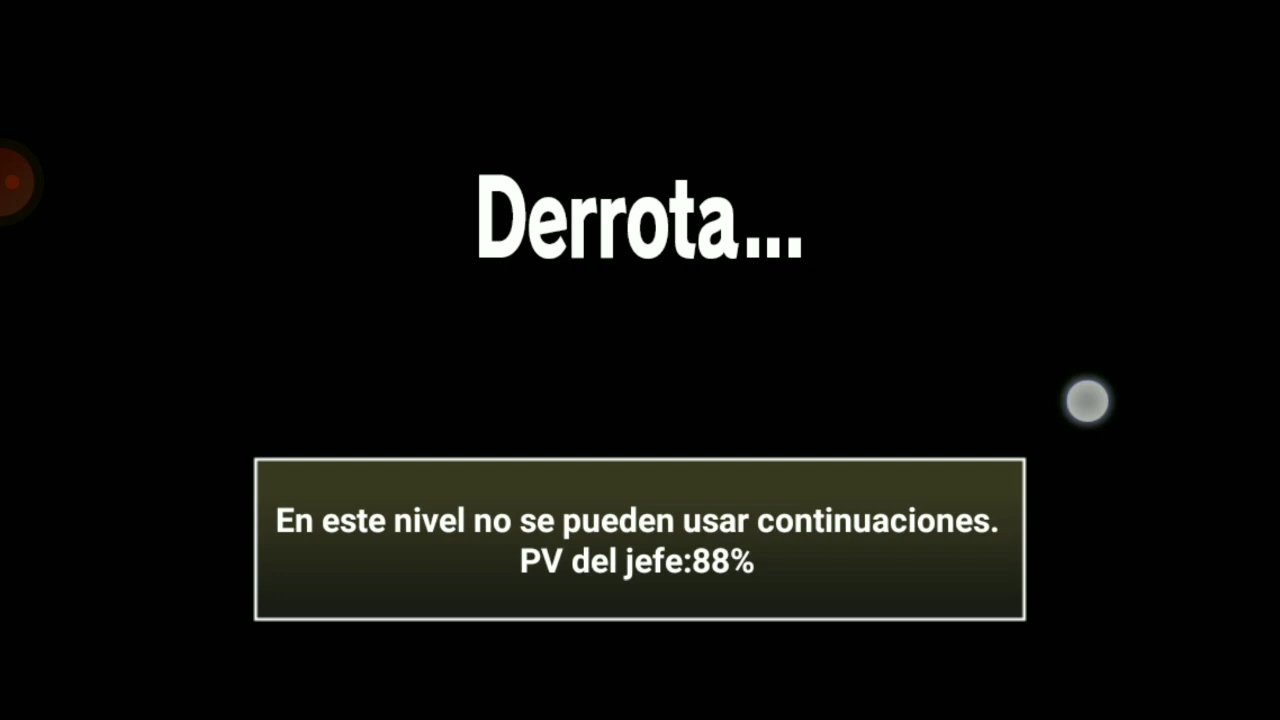 Derrota...
En este nivel no se pueden usar continuaciones.
PV del jefe:88%